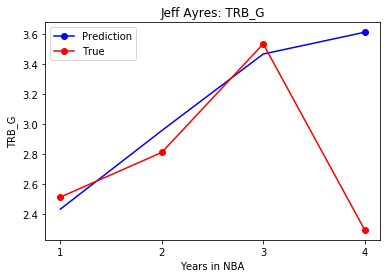 Jeff Ayres: TRB_G
Prediction
True
TRB_G
3.6
3.4
3.2
3.0
2.8
2.6
2.4
1
2
3
4
Years in NBA